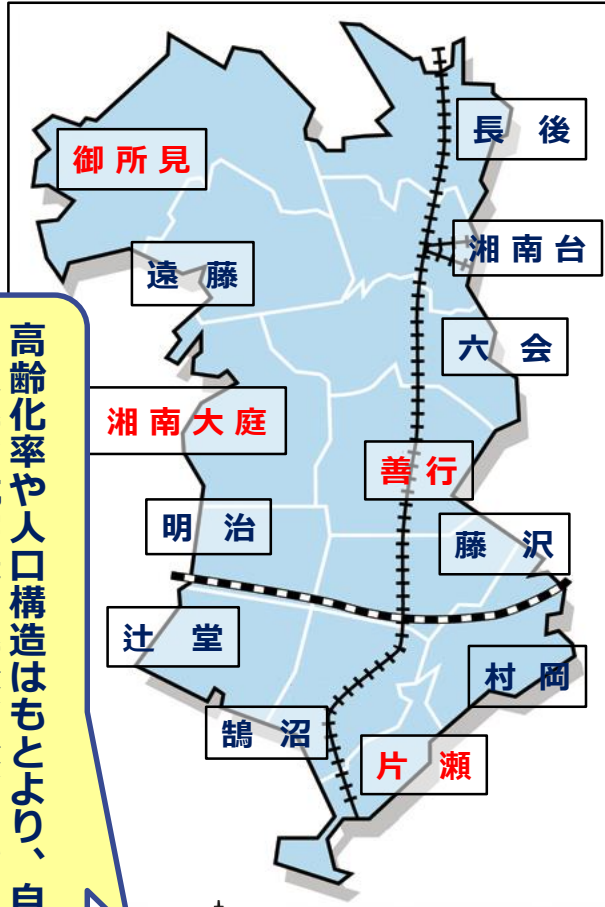 長後
御所見
湘南台
遠藤
六会
湘南大庭
善行
明治
藤沢
辻堂
村岡
鵠沼
片瀬
高齢化率や人口構造はもとより、自